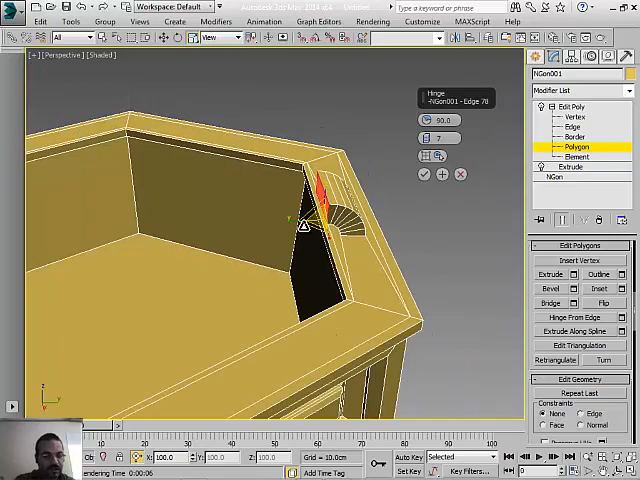 Workspace: Default
Autodesk 3ds Max 2014 x64 Untitled
Type a keyword or phrase
Edit Tools Group Views Create Modifiers Animation Graph Editors Rendering Customize MAXScript Help
All View
[+] [Perspective] [Shaded]
Hinge
-NGon001 - Edge 78
90.0
7
NGon001
Modifier List
Edit Poly
Vertex
Edge
Border
Polygon
Element
Extrude
NGon
Edit Polygons
Insert Vertex
Extrude Outline
Bevel Inset
Bridge Flip
Hinge From Edge
Extrude Along Spline
Edit Triangulation
Retriangulate Turn
Edit Geometry
Repeat Last
Constraints
None Edge
Face Normal
Preserve UVs
z
y
10 20 30 40 50 60 70 80 90 100
X: 100.0 Y: 100.0 Z: 100.0 Grid = 10.0cm Auto Key Selected
Rendering Time 0:00:06 Add Time Tag Set Key Key Filters... 0